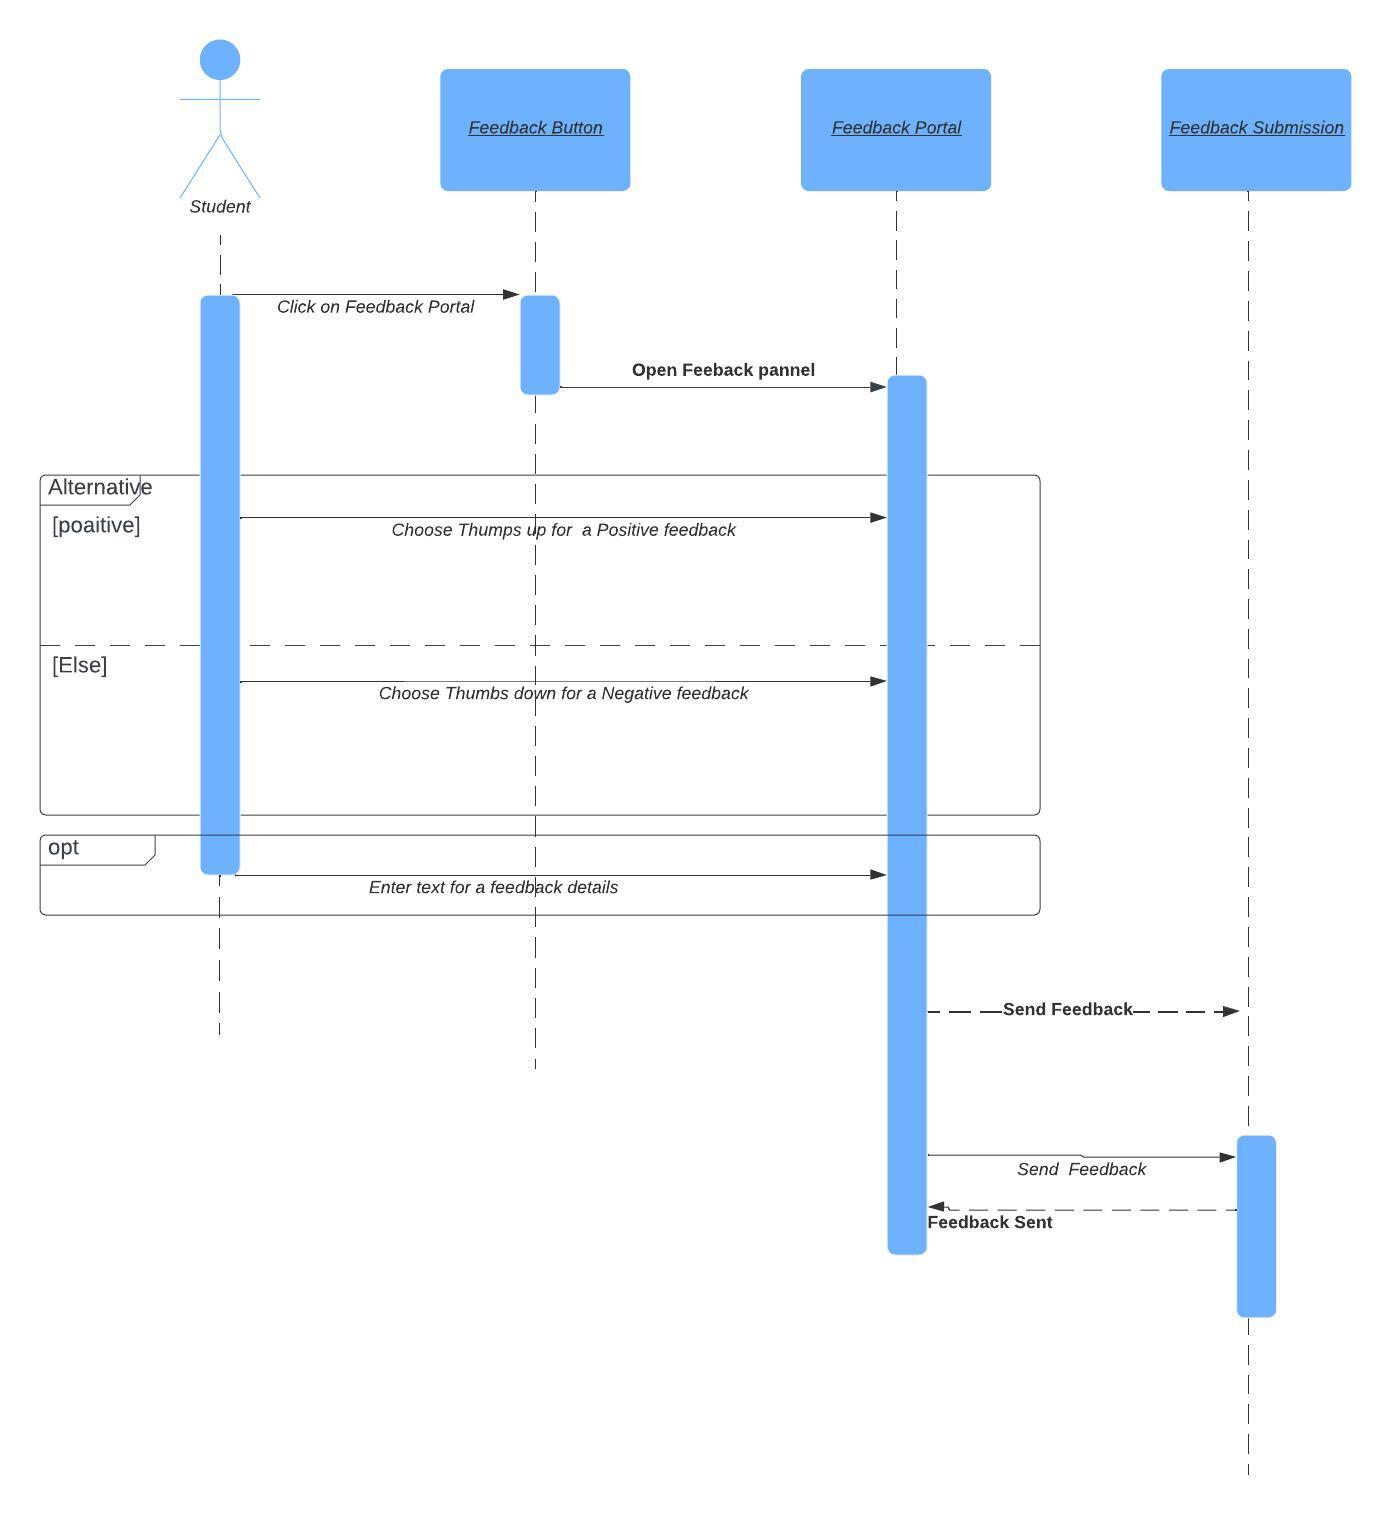 Student
Feedback Button
Feedback Portal
Feedback Submission
Click on Feedback Portal
Open Feeback pannel
Alternative
[poaitive]
Choose Thumps up for  a Positive feedback
[Else]
Choose Thumbs down for a Negative feedback
opt
Enter text for a feedback details
Send Feedback
Send  Feedback
Feedback Sent